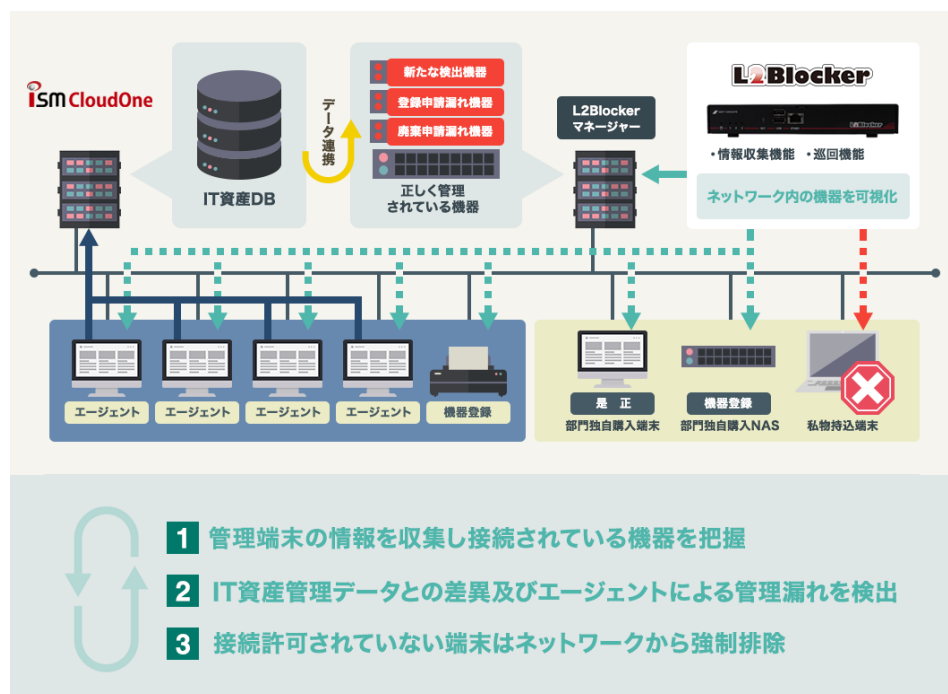 ISM CloudOne
IT資産DB
データ連携
新たな検出機器
登録申請漏れ機器
廃棄申請漏れ機器
正しく管理
されている機器
L2Blocker
マネージャー
L2Blocker
L2Blocker
・情報収集機能 ・巡回機能
ネットワーク内の機器を可視化
エージェント
エージェント
エージェント
エージェント
機器登録
是 正
部門独自購入端末
機器登録
部門独自購入NAS
私物持込端末
1 管理端末の情報を収集し接続されている機器を把握
2 IT資産管理データとの差異及びエージェントによる管理漏れを検出
3 接続許可されていない端末はネットワークから強制排除